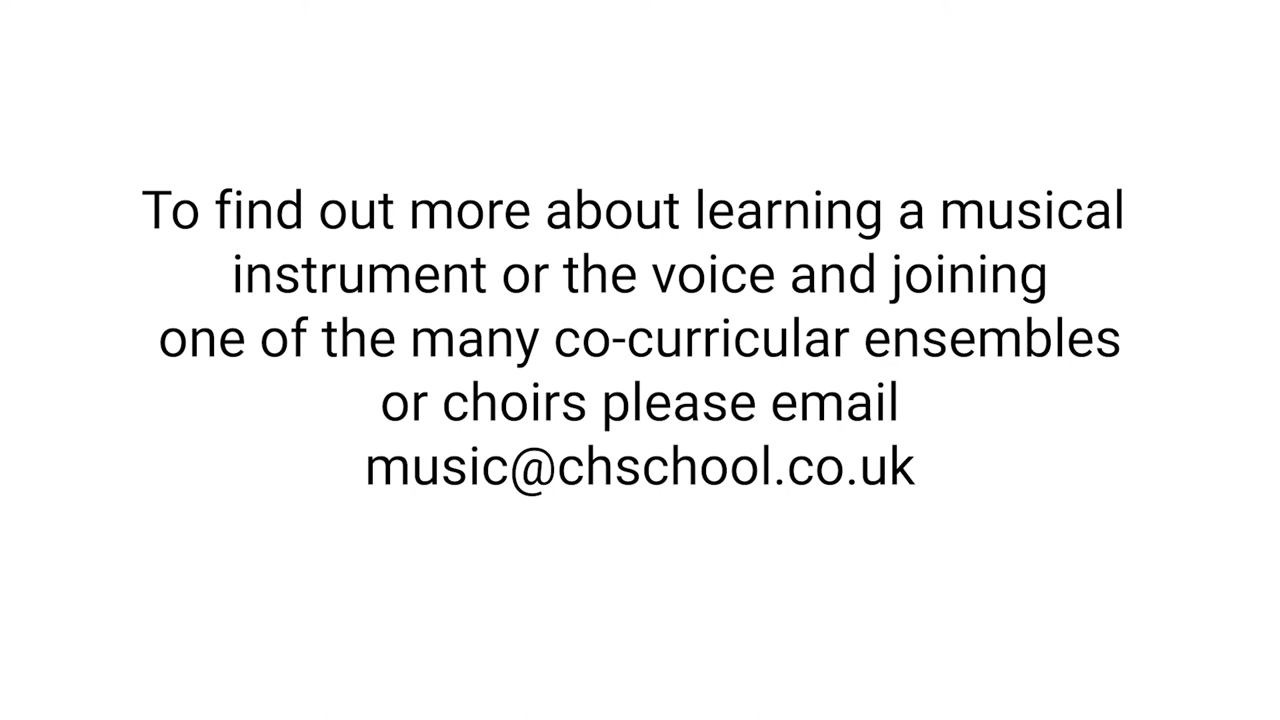 To find out more about learning a musical
instrument or the voice and joining
one of the many co-curricular ensembles
or choirs please email
music@chschool.co.uk